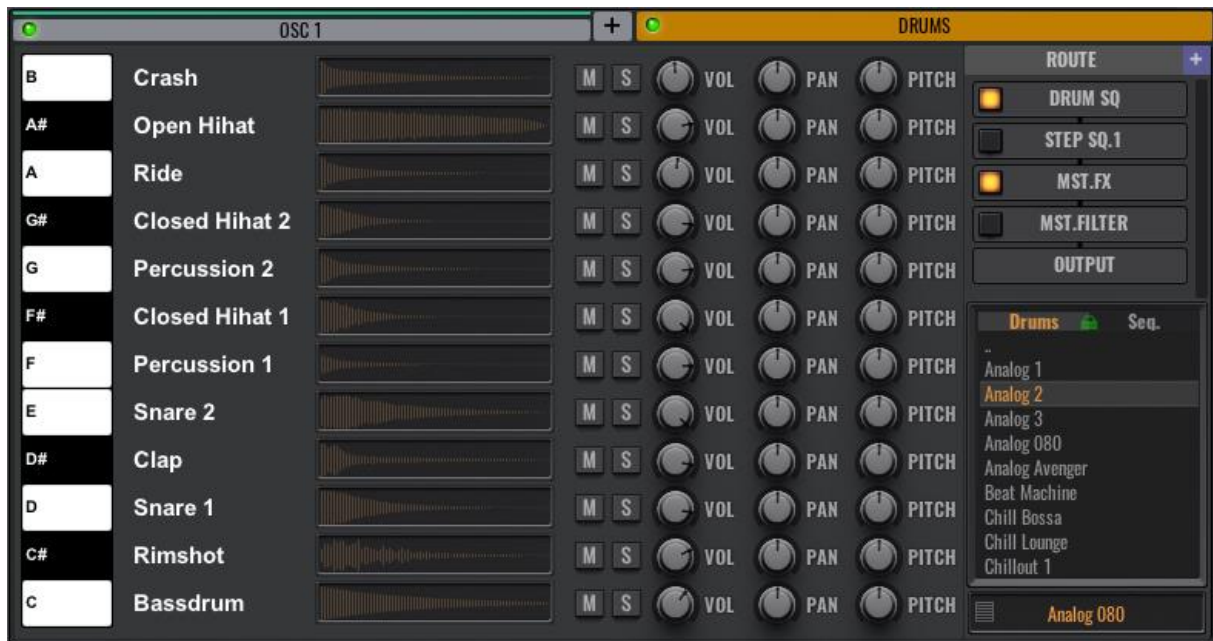 OSC 1 + DRUMS
B Crash M S VOL PAN PITCH
A# Open Hihat M S VOL PAN PITCH
A Ride M S VOL PAN PITCH
G# Closed Hihat 2 M S VOL PAN PITCH
G Percussion 2 M S VOL PAN PITCH
F# Closed Hihat 1 M S VOL PAN PITCH
F Percussion 1 M S VOL PAN PITCH
E Snare 2 M S VOL PAN PITCH
D# Clap M S VOL PAN PITCH
D Snare 1 M S VOL PAN PITCH
C# Rimshot M S VOL PAN PITCH
C Bassdrum M S VOL PAN PITCH
ROUTE +
DRUM SQ
STEP SQ.1
MST.FX
MST.FILTER
OUTPUT
Drums Seq.
..
Analog 1
Analog 2
Analog 3
Analog 080
Analog Avenger
Beat Machine
Chill Bossa
Chill Lounge
Chillout 1
Analog 080